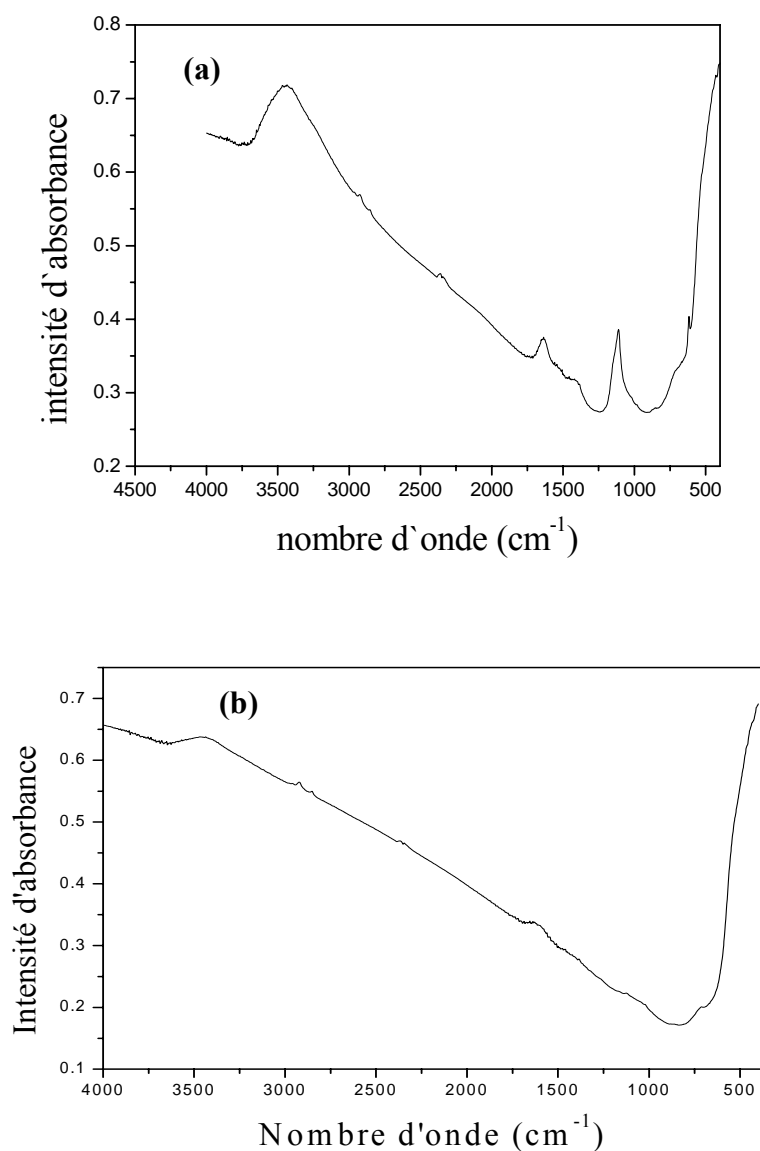 (a)
0.8
0.7
0.6
0.5
0.4
0.3
0.2
intensité d`absorbance
4500 4000 3500 3000 2500 2000 1500 1000 500
nombre d`onde (cm-1)
(b)
0.7
0.6
0.5
0.4
0.3
0.2
0.1
Intensité d'absorbance
4000 3500 3000 2500 2000 1500 1000 500
Nombre d'onde (cm-1)